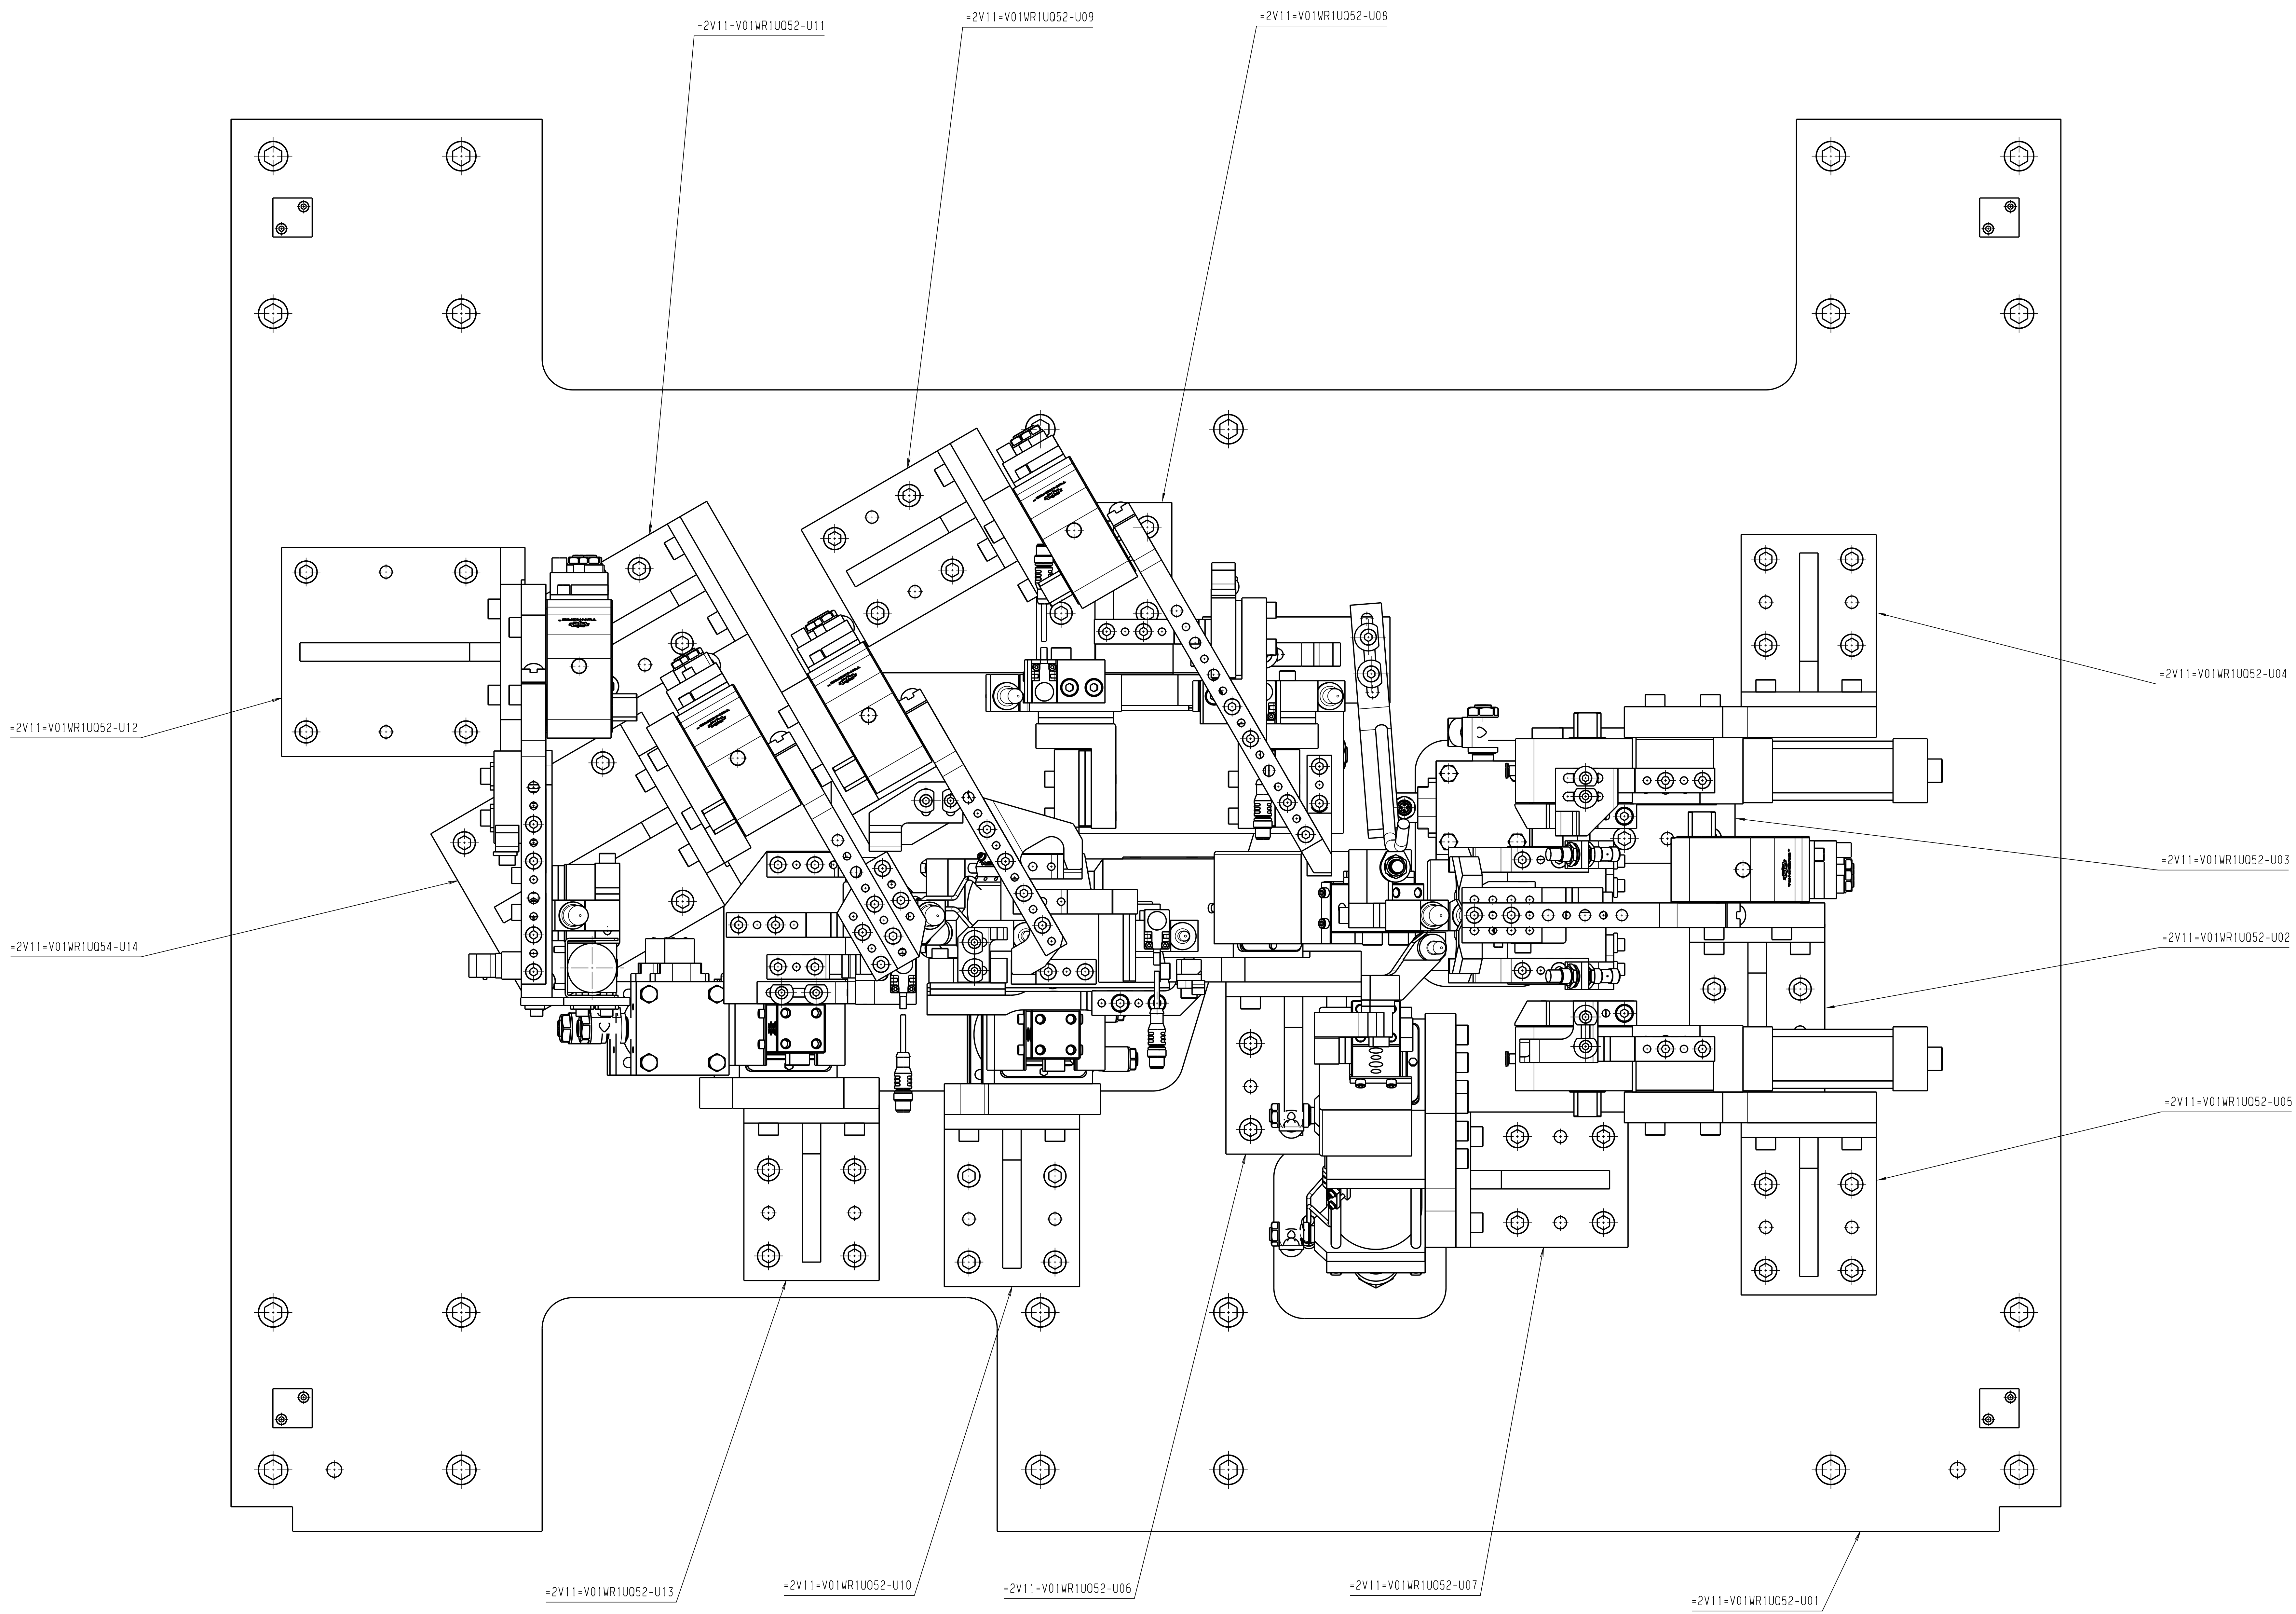 =2V11=V01WR1UQ52-U11
=2V11=V01WR1UQ52-U09
=2V11=V01WR1UQ52-U08
=2V11=V01WR1UQ52-U04
=2V11=V01WR1UQ52-U12
=2V11=V01WR1UQ52-U03
=2V11=V01WR1UQ52-U02
=2V11=V01WR1UQ54-U14
=2V11=V01WR1UQ52-U05
=2V11=V01WR1UQ52-U13
=2V11=V01WR1UQ52-U10
=2V11=V01WR1UQ52-U06
=2V11=V01WR1UQ52-U07
=2V11=V01WR1UQ52-U01